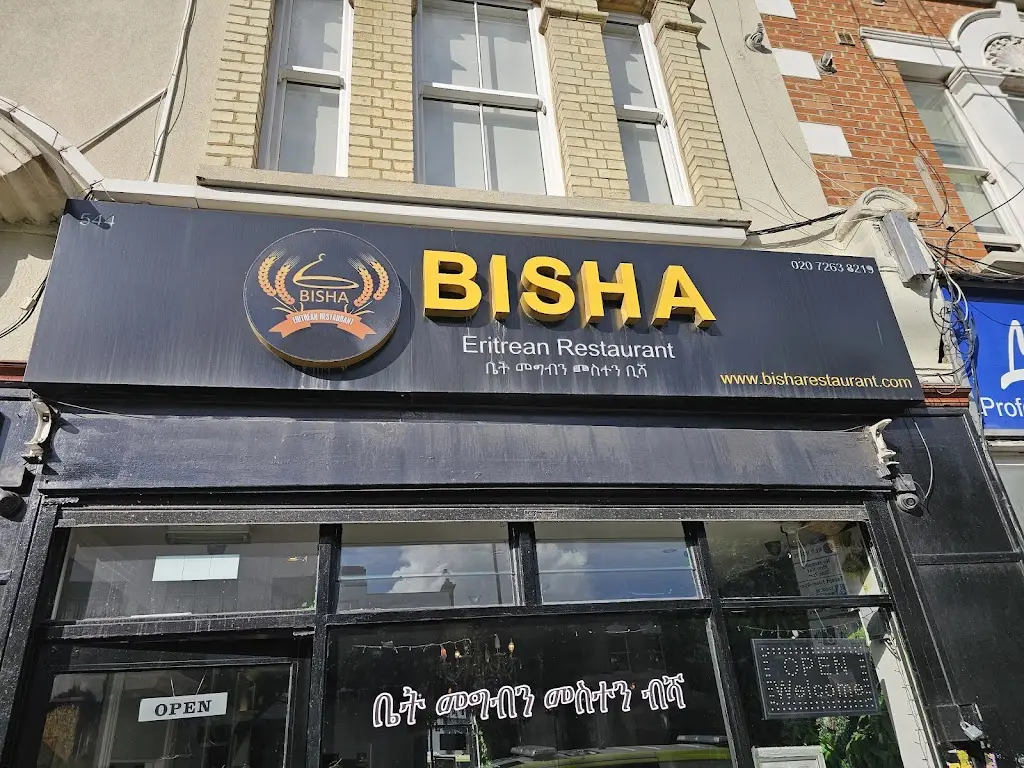 544
BISHA
ERITREAN RESTAURANT
BISHA
020 7263 8219
Eritrean Restaurant
ቤት መግብን መስተን ቢሻ
www.bisharestaurant.com
Prof
OPEN
Welcome
ቤት መግብን መስተን ብሻ
OPEN